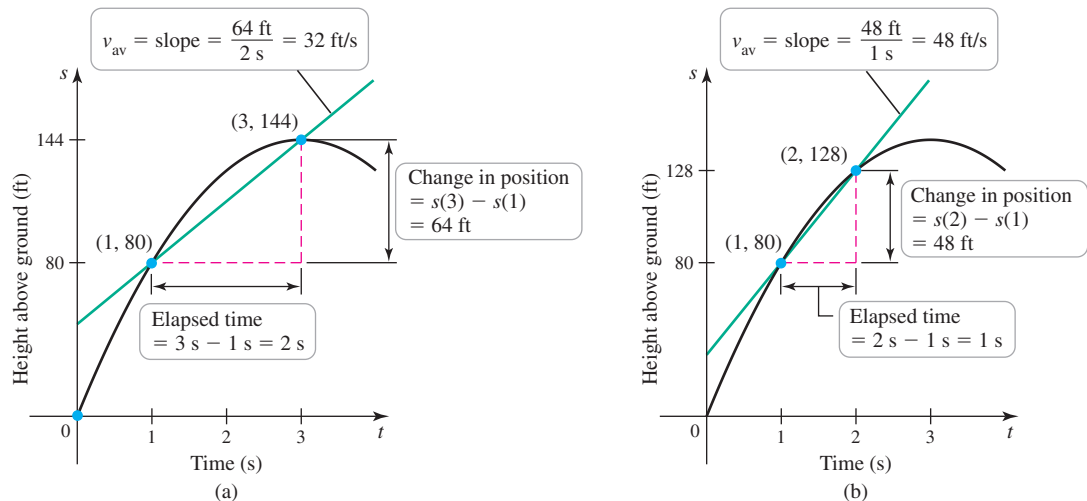 v_av = slope = 64 ft / 2 s = 32 ft/s
s
(3, 144)
144
Change in position
= s(3) − s(1)
= 64 ft
(1, 80)
80
Elapsed time
= 3 s − 1 s = 2 s
Height above ground (ft)
0
1
2
3
t
Time (s)
(a)
v_av = slope = 48 ft / 1 s = 48 ft/s
s
(2, 128)
128
Change in position
= s(2) − s(1)
= 48 ft
(1, 80)
80
Elapsed time
= 2 s − 1 s = 1 s
Height above ground (ft)
0
1
2
3
t
Time (s)
(b)